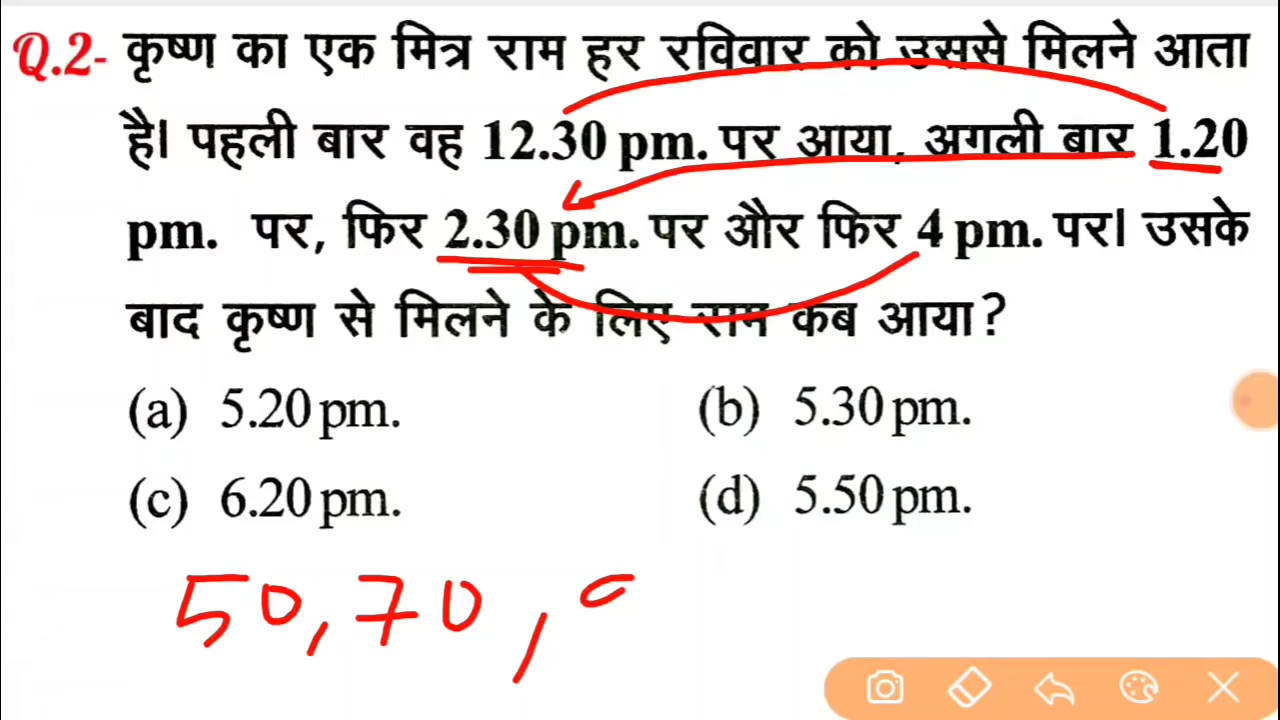 Q.2- कृष्ण का एक मित्र राम हर रविवार को उससे मिलने आता
है। पहली बार वह 12.30 pm. पर आया, अगली बार 1.20
pm. पर, फिर 2.30 pm. पर और फिर 4 pm. पर। उसके
बाद कृष्ण से मिलने के लिए राम कब आया?
(a) 5.20 pm. (b) 5.30 pm.
(c) 6.20 pm. (d) 5.50 pm.
50, 70,